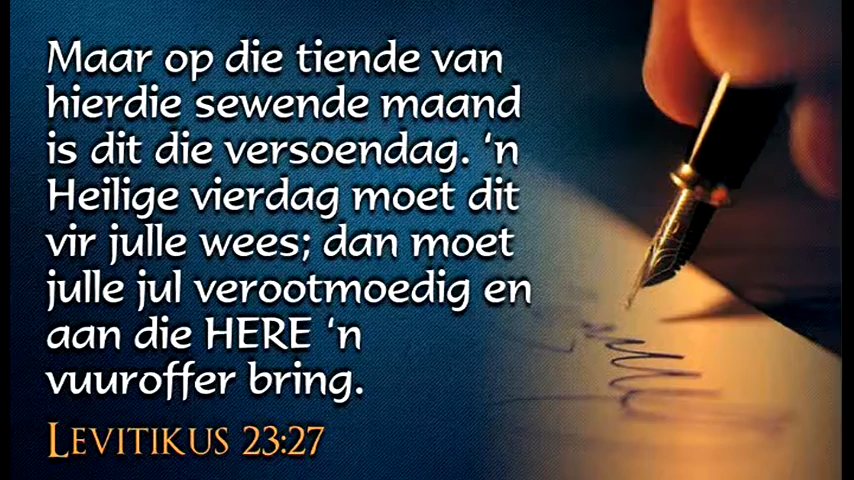 Maar op die tiende van
hierdie sewende maand
is dit die versoendag. ‘n
Heilige vierdag moet dit
vir julle wees; dan moet
julle jul verootmoedig en
aan die HERE ‘n
vuuroffer bring.
LEVITIKUS 23:27